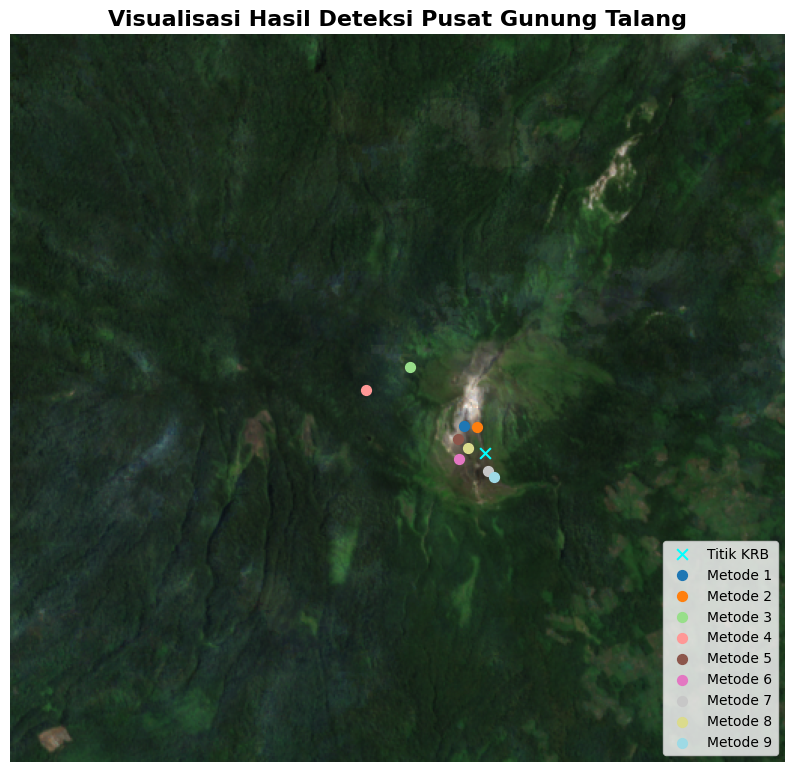 Visualisasi Hasil Deteksi Pusat Gunung Talang
Titik KRB
Metode 1
Metode 2
Metode 3
Metode 4
Metode 5
Metode 6
Metode 7
Metode 8
Metode 9